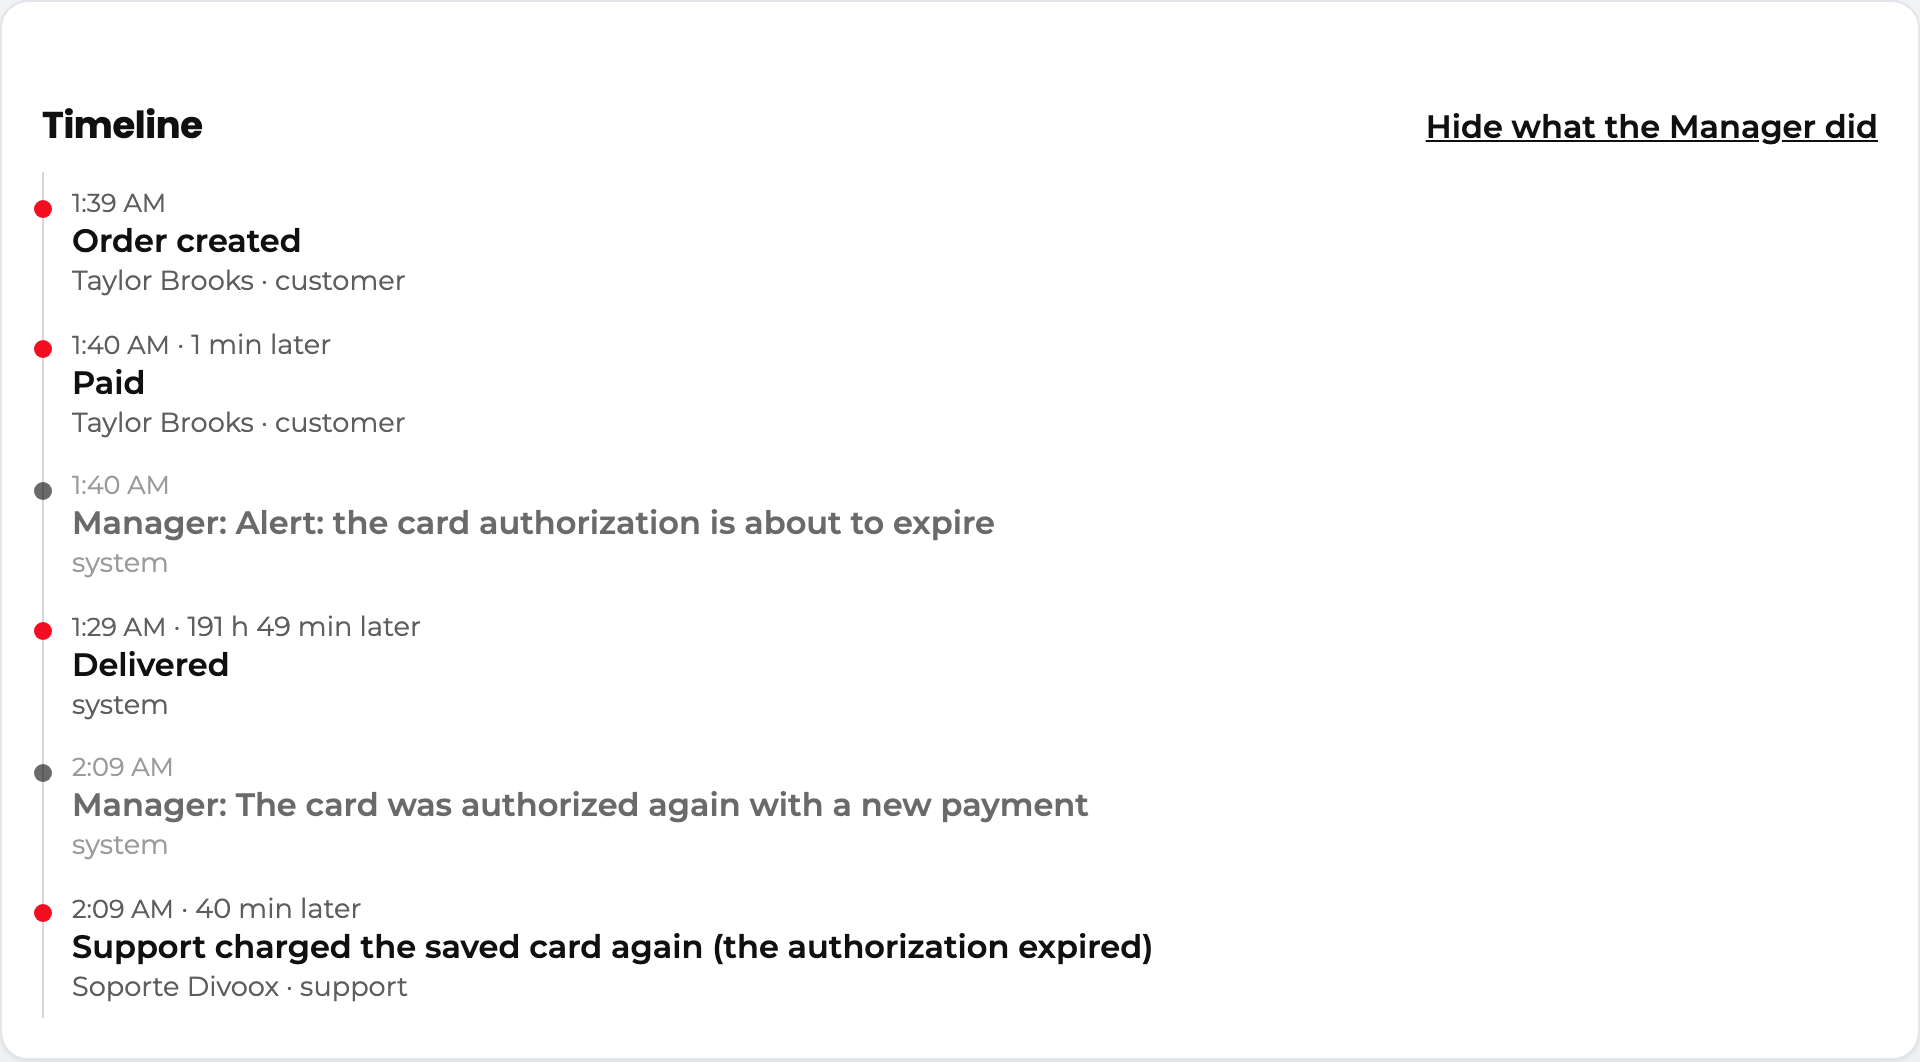 Timeline
Hide what the Manager did
1:39 AM
Order created
Taylor Brooks · customer
1:40 AM · 1 min later
Paid
Taylor Brooks · customer
1:40 AM
Manager: Alert: the card authorization is about to expire
system
1:29 AM · 191 h 49 min later
Delivered
system
2:09 AM
Manager: The card was authorized again with a new payment
system
2:09 AM · 40 min later
Support charged the saved card again (the authorization expired)
Soporte Divoox · support